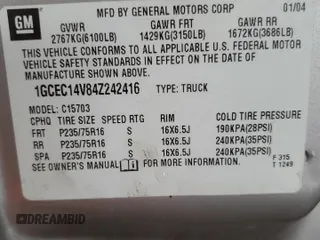 GM
MFD BY GENERAL MOTORS CORP
01/04
GVWR GAWR FRT GAWR RR
2767KG(6100LB) 1429KG(3150LB) 1672KG(3686LB)
THIS VEHICLE CONFORMS TO ALL APPLICABLE U.S. FEDERAL MOTOR
VEHICLE SAFETY STANDARDS IN EFFECT ON THE DATE OF
MANUFACTURE SHOWN ABOVE.
1GCEC14V84Z242416 TYPE: TRUCK
MODEL: C15703
CPHQ TIRE SIZE SPEED RTG RIM COLD TIRE PRESSURE
FRT P235/75R16 S 16X6.5J 190KPA(28PSI)
RR P235/75R16 S 16X6.5J 240KPA(35PSI)
SPA P235/75R16 S 16X6.5J 240KPA(35PSI)
SEE OWNER'S MANUAL FOR MORE INFORMATION.
F 315
T 1249
DREAMBID